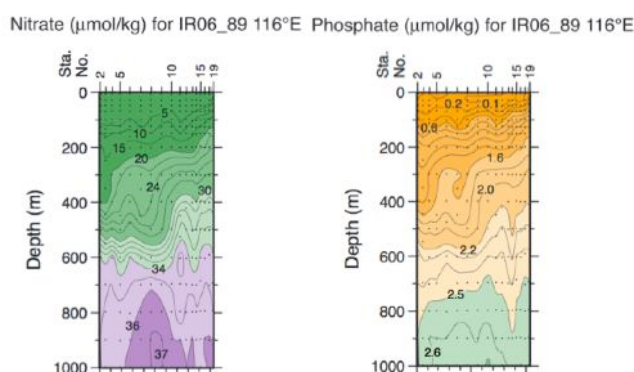 Nitrate (μmol/kg) for IR06_89 116°E
Sta.
No.
2 5 10 15 19
0
200
400
600
800
1000
Depth (m)
5
10
15
20
24
30
34
36
37
Phosphate (μmol/kg) for IR06_89 116°E
Sta.
No.
2 5 10 15 19
0
200
400
600
800
1000
Depth (m)
0.2 0.1
0.6
1.6
2.0
2.2
2.5
2.6